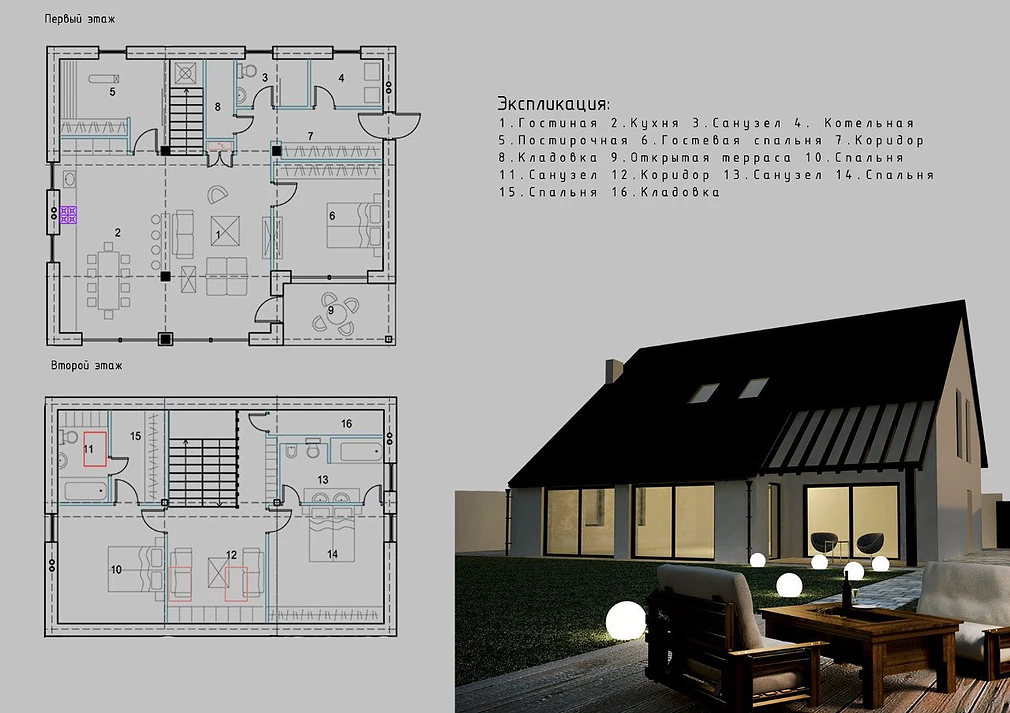 Первый этаж
5
3
4
8
7
6
2
1
9
Второй этаж
16
15
11
13
10
12
14
Экспликация:
1.Гостиная 2.Кухня 3.Санузел 4. Котельная
5.Постирочная 6.Гостевая спальня 7.Коридор
8.Кладовка 9.Открытая терраса 10.Спальня
11.Санузел 12.Коридор 13.Санузел 14.Спальня
15.Спальня 16.Кладовка